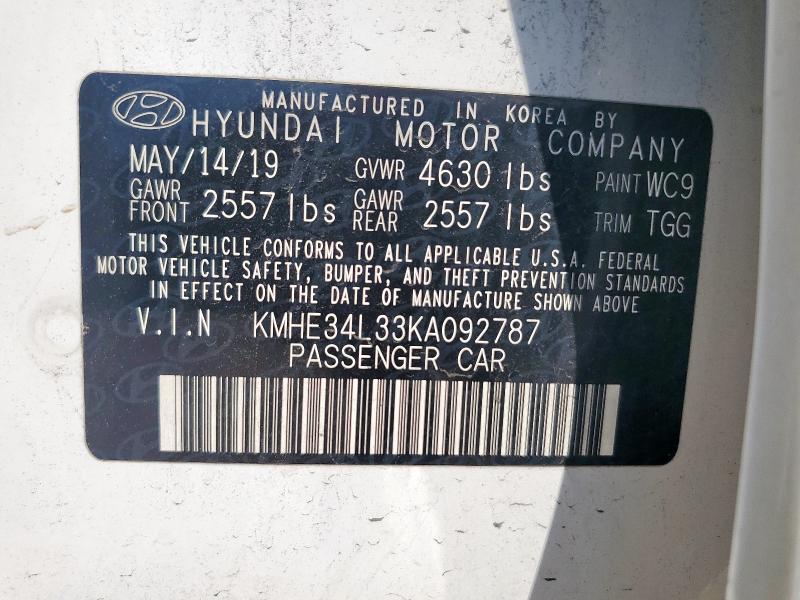 MANUFACTURED IN KOREA BY
HYUNDAI MOTOR COMPANY
MAY/14/19 GVWR 4630 lbs PAINT WC9
GAWR FRONT 2557 lbs GAWR REAR 2557 lbs TRIM TGG
THIS VEHICLE CONFORMS TO ALL APPLICABLE U.S.A. FEDERAL
MOTOR VEHICLE SAFETY, BUMPER, AND THEFT PREVENTION STANDARDS
IN EFFECT ON THE DATE OF MANUFACTURE SHOWN ABOVE
V.I.N KMHE34L33KA092787
PASSENGER CAR